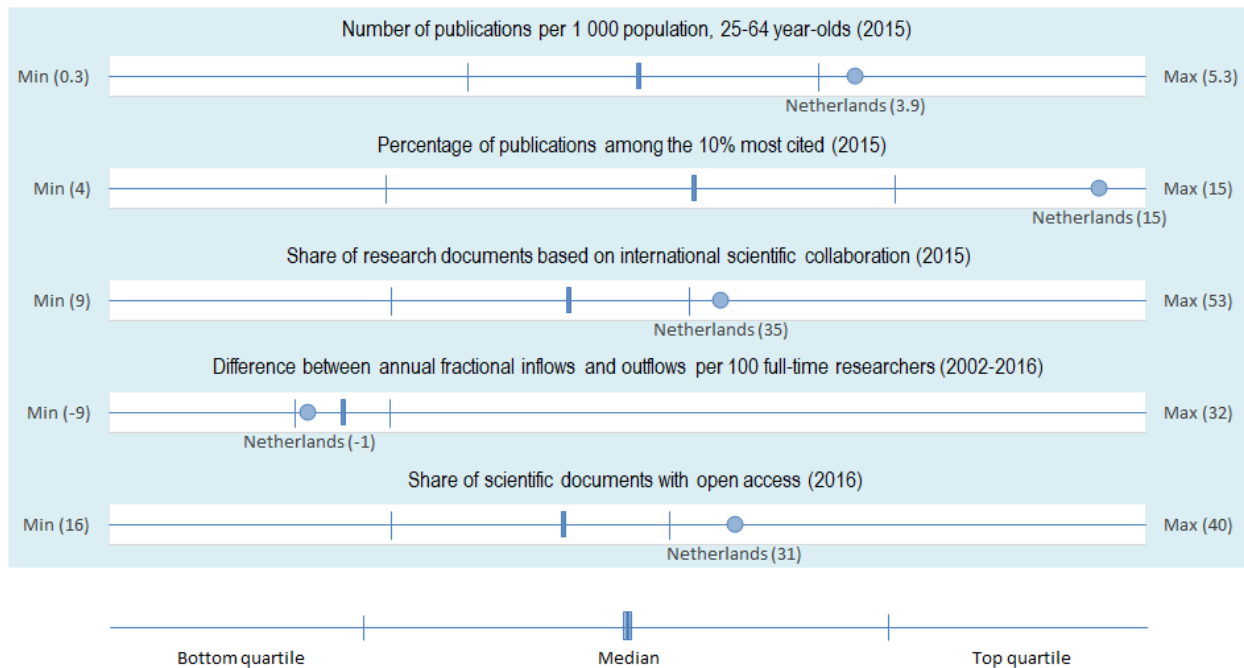 Number of publications per 1 000 population, 25-64 year-olds (2015)
Min (0.3)
Max (5.3)
Netherlands (3.9)
Percentage of publications among the 10% most cited (2015)
Min (4)
Max (15)
Netherlands (15)
Share of research documents based on international scientific collaboration (2015)
Min (9)
Max (53)
Netherlands (35)
Difference between annual fractional inflows and outflows per 100 full-time researchers (2002-2016)
Min (-9)
Max (32)
Netherlands (-1)
Share of scientific documents with open access (2016)
Min (16)
Max (40)
Netherlands (31)
Bottom quartile
Median
Top quartile